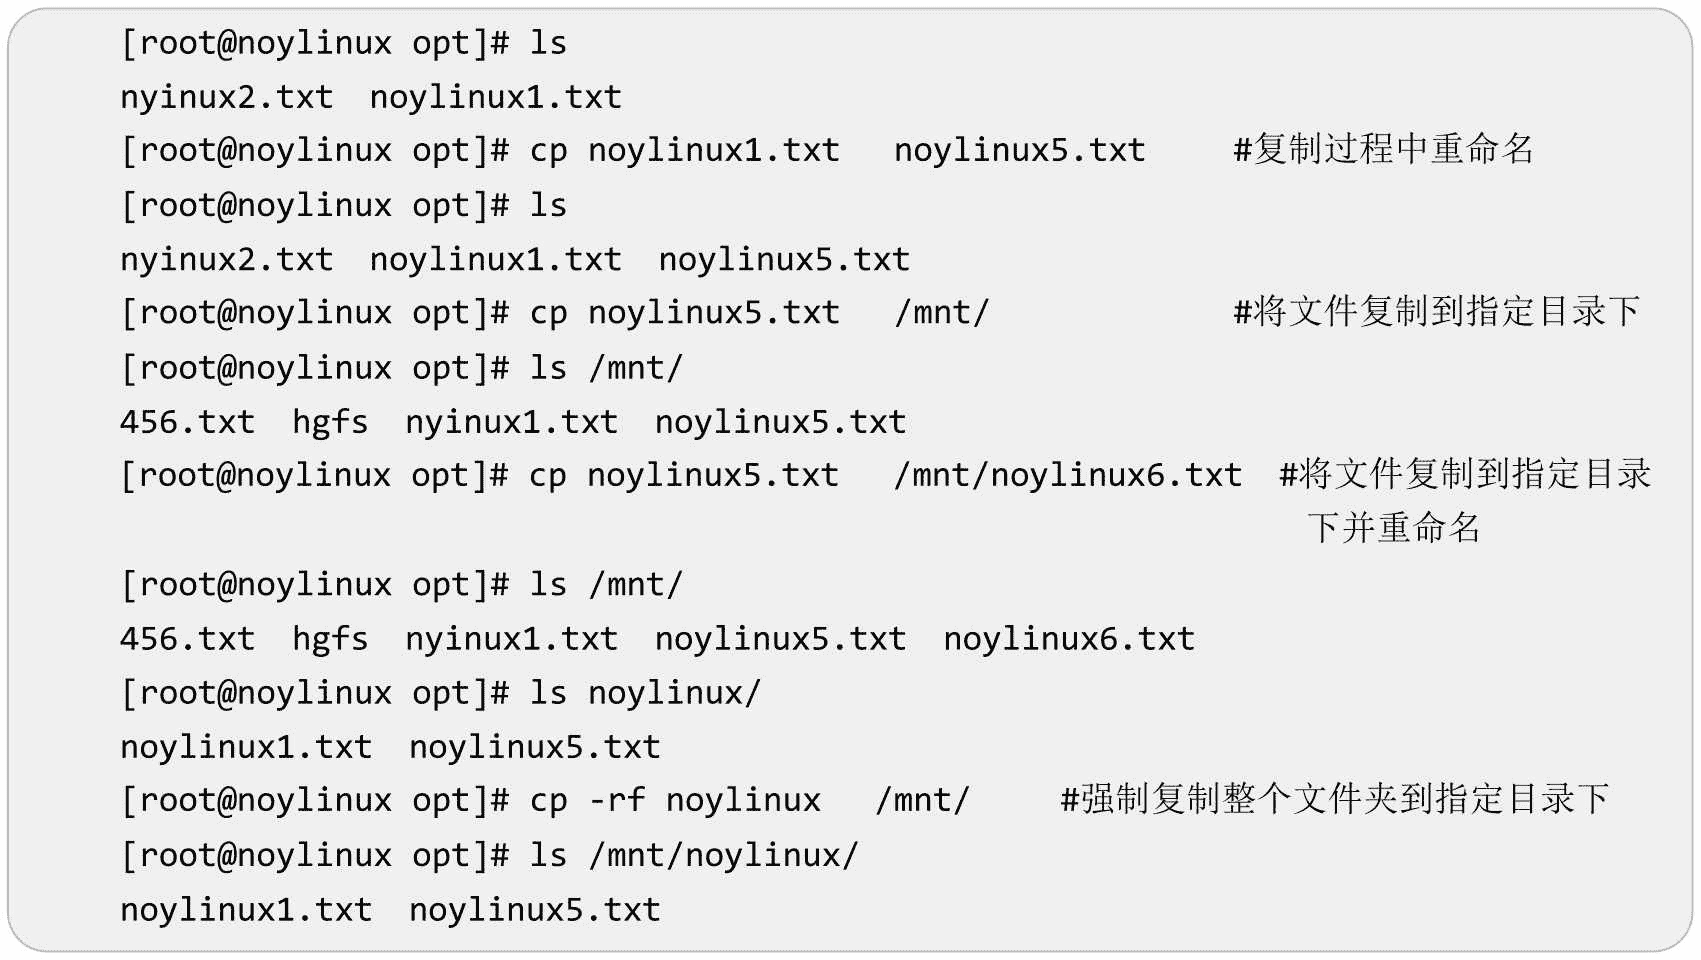 [root@noylinux opt]# ls
nyinux2.txt  noylinux1.txt
[root@noylinux opt]# cp noylinux1.txt   noylinux5.txt     #复制过程中重命名
[root@noylinux opt]# ls
nyinux2.txt  noylinux1.txt  noylinux5.txt
[root@noylinux opt]# cp noylinux5.txt   /mnt/             #将文件复制到指定目录下
[root@noylinux opt]# ls /mnt/
456.txt  hgfs  nyinux1.txt  noylinux5.txt
[root@noylinux opt]# cp noylinux5.txt   /mnt/noylinux6.txt  #将文件复制到指定目录
下并重命名
[root@noylinux opt]# ls /mnt/
456.txt  hgfs  nyinux1.txt  noylinux5.txt  noylinux6.txt
[root@noylinux opt]# ls noylinux/
noylinux1.txt  noylinux5.txt
[root@noylinux opt]# cp -rf noylinux   /mnt/     #强制复制整个文件夹到指定目录下
[root@noylinux opt]# ls /mnt/noylinux/
noylinux1.txt  noylinux5.txt